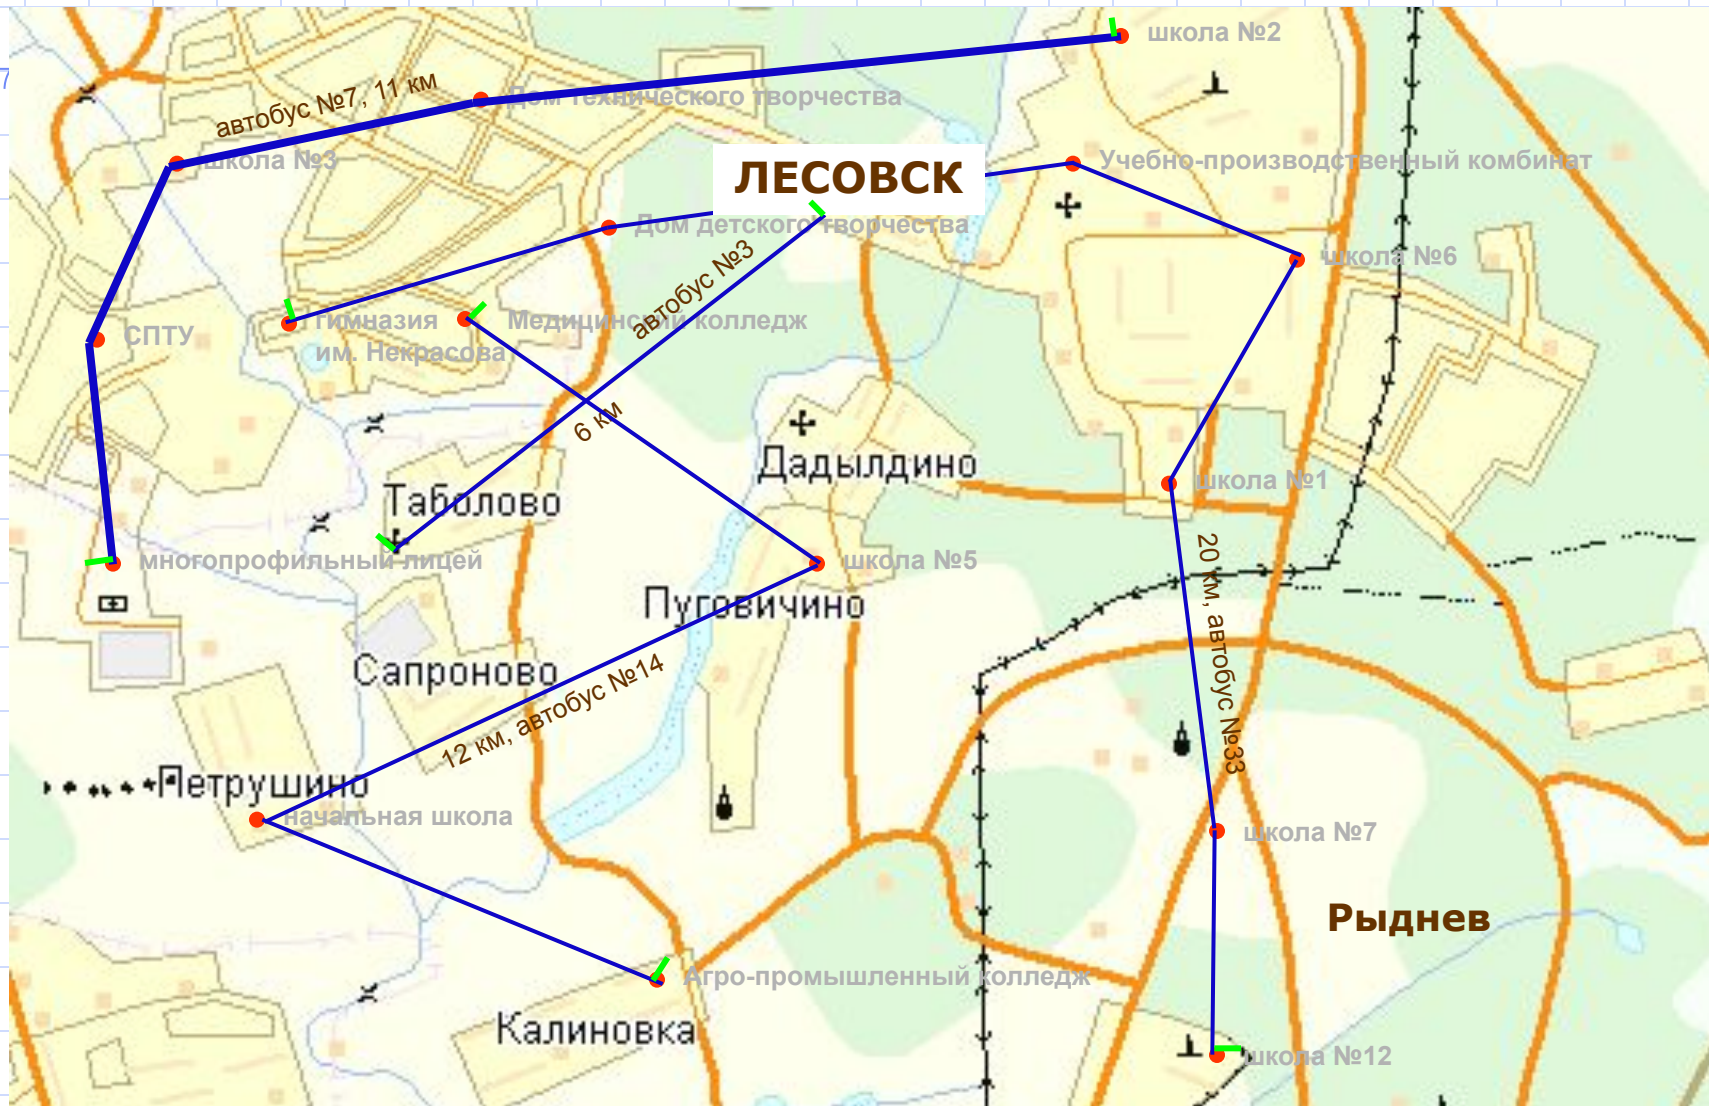 школа №2
автобус №7, 11 км
Дом технического творчества
школа №3
ЛЕСОВСК
Учебно-производственный комбинат
Дом детского творчества
школа №6
автобус №3
гимназия
им. Некрасова
Медицинский колледж
СПТУ
6 км
Дадылдино
Таболово
школа №1
многопрофильный лицей
школа №5
Пуговичино
20 км, автобус №33
Сапроново
12 км, автобус №14
Петрушино
начальная школа
школа №7
Рыднев
Агро-промышленный колледж
Калиновка
школа №12
7